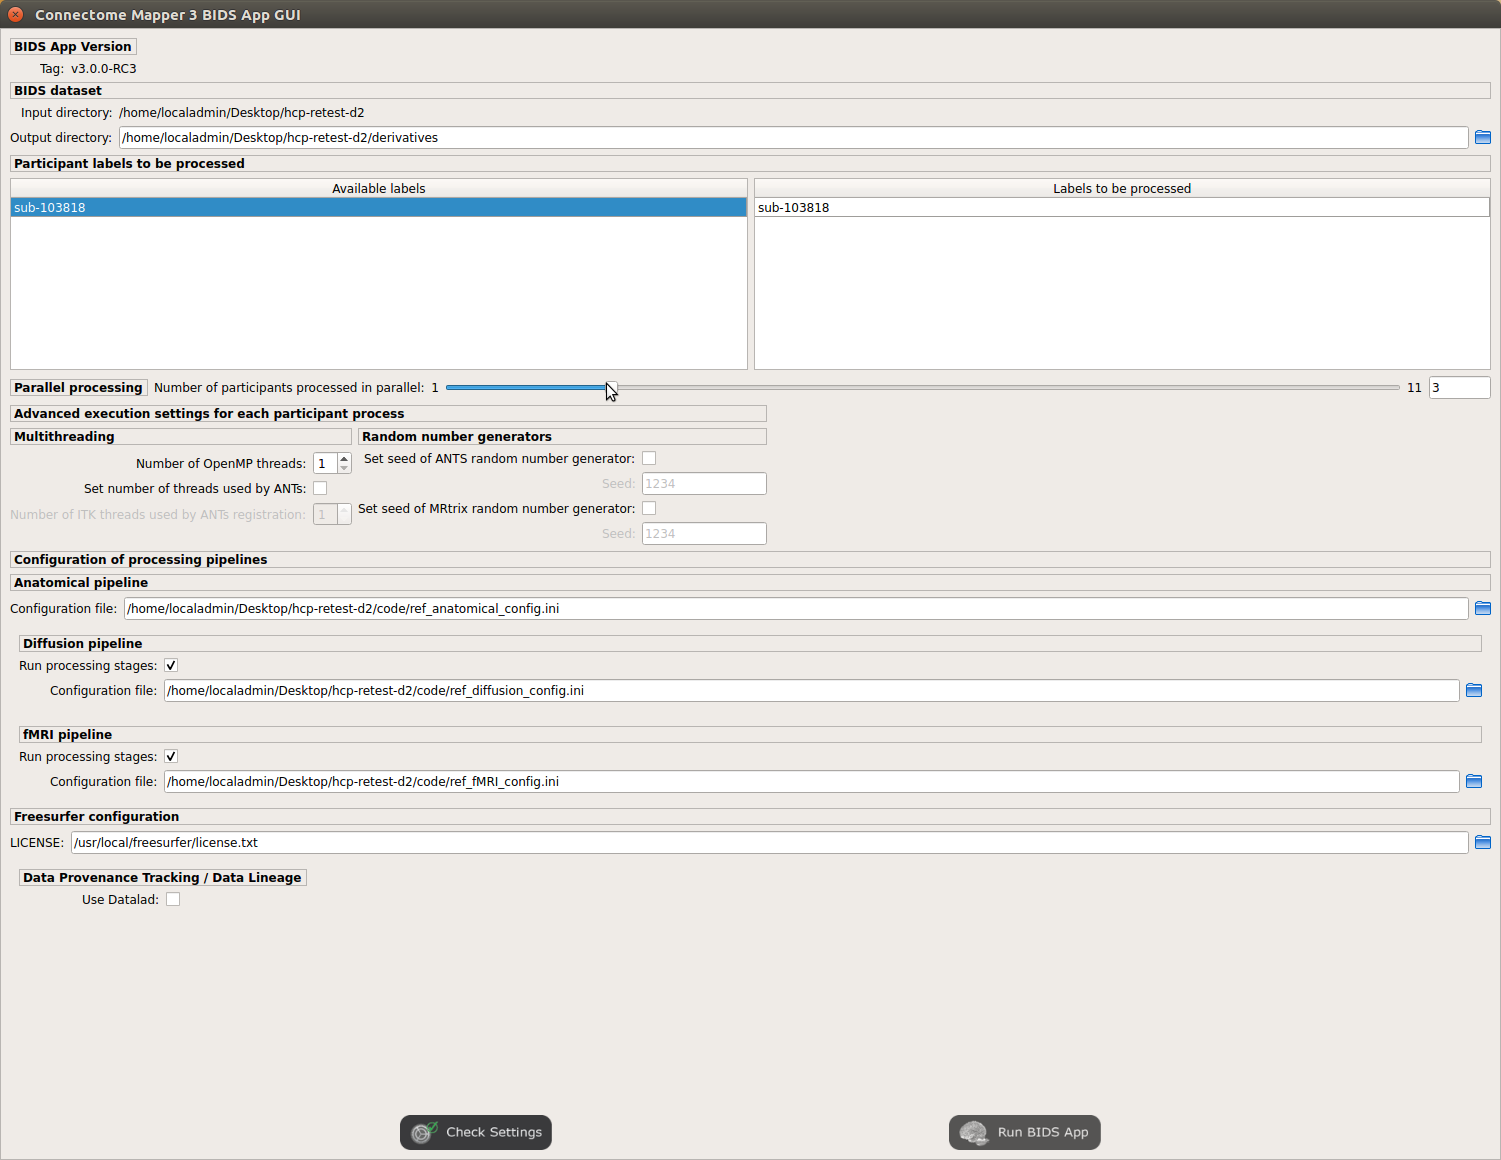 Connectome Mapper 3 BIDS App GUI
BIDS App Version
Tag: v3.0.0-RC3
BIDS dataset
Input directory: /home/localadmin/Desktop/hcp-retest-d2
Output directory: /home/localadmin/Desktop/hcp-retest-d2/derivatives
Participant labels to be processed
Available labels Labels to be processed
sub-103818 sub-103818
Parallel processing Number of participants processed in parallel: 1 11 3
Advanced execution settings for each participant process
Multithreading Random number generators
Number of OpenMP threads: 1 Set seed of ANTS random number generator:
Set number of threads used by ANTs: Seed: 1234
Number of ITK threads used by ANTs registration: 1 Set seed of MRtrix random number generator:
Seed: 1234
Configuration of processing pipelines
Anatomical pipeline
Configuration file: /home/localadmin/Desktop/hcp-retest-d2/code/ref_anatomical_config.ini
Diffusion pipeline
Run processing stages:
Configuration file: /home/localadmin/Desktop/hcp-retest-d2/code/ref_diffusion_config.ini
fMRI pipeline
Run processing stages:
Configuration file: /home/localadmin/Desktop/hcp-retest-d2/code/ref_fMRI_config.ini
Freesurfer configuration
LICENSE: /usr/local/freesurfer/license.txt
Data Provenance Tracking / Data Lineage
Use Datalad:
Check Settings Run BIDS App